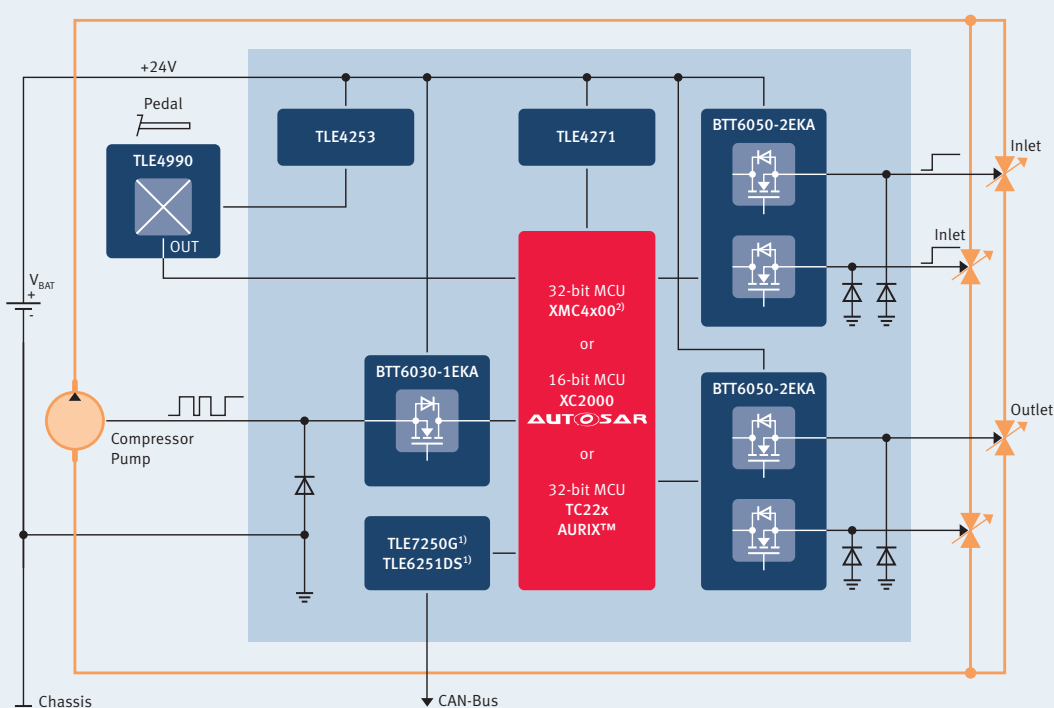 +24V
Pedal
TLE4990
OUT
TLE4253
TLE4271
BTT6050-2EKA
Inlet
Inlet
VBAT
+
-
32-bit MCU
XMC4x00²⁾
or
16-bit MCU
XC2000
AUTOSAR
or
32-bit MCU
TC22x
AURIX™
BTT6030-1EKA
BTT6050-2EKA
Outlet
Compressor
Pump
TLE7250G¹⁾
TLE6251DS¹⁾
Chassis
CAN-Bus